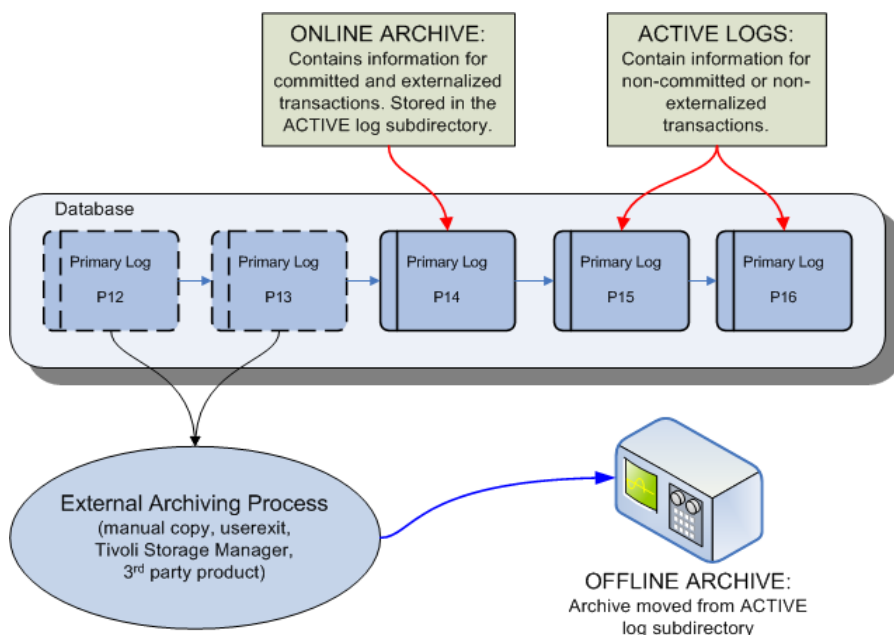 ONLINE ARCHIVE:
Contains information for
committed and externalized
transactions. Stored in the
ACTIVE log subdirectory.
ACTIVE LOGS:
Contain information for
non-committed or non-
externalized
transactions.
Database
Primary Log
P12
Primary Log
P13
Primary Log
P14
Primary Log
P15
Primary Log
P16
External Archiving Process
(manual copy, userexit,
Tivoli Storage Manager,
3rd party product)
OFFLINE ARCHIVE:
Archive moved from ACTIVE
log subdirectory